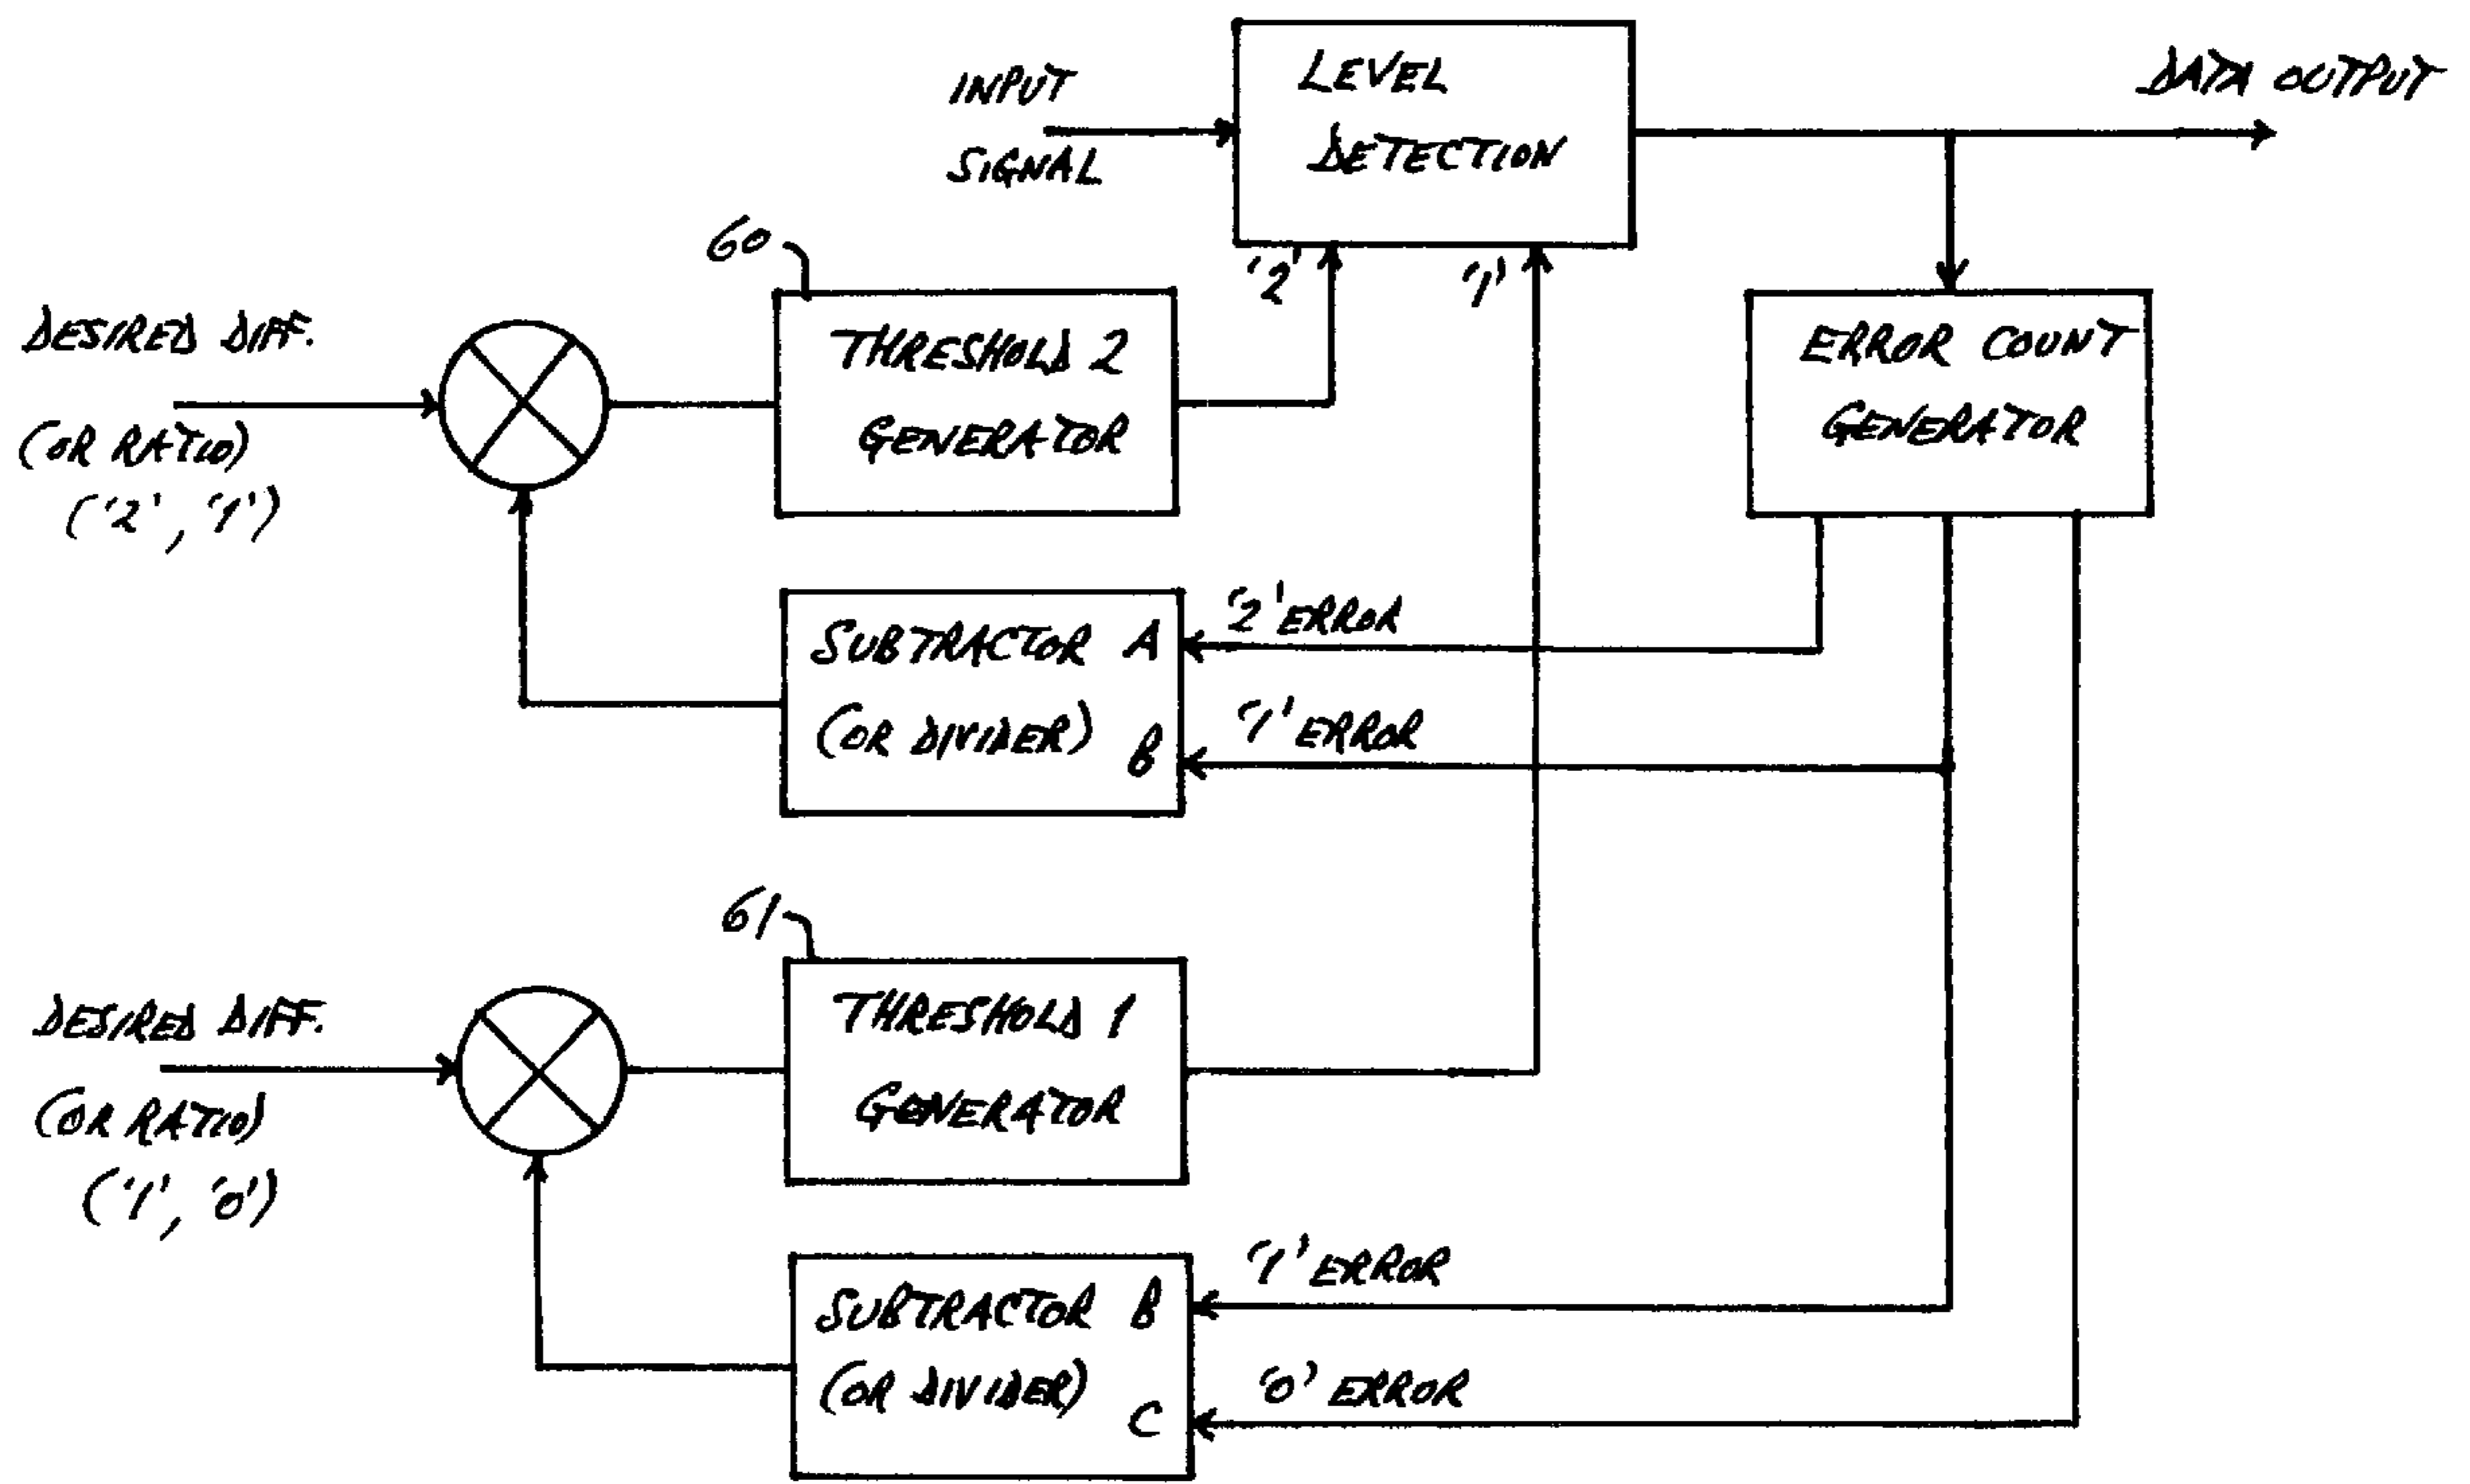 INPUT
SIGNAL
LEVEL
DETECTION
DATA OUTPUT
'2'
'1'
60
DESIRED DIFF.
(OR RATIO)
('2', '1')
THRESHOLD 2
GENERATOR
ERROR COUNT
GENERATOR
SUBTRACTOR A
(OR DIVIDER)
B
'2' ERROR
'1' ERROR
61
DESIRED DIFF.
(OR RATIO)
('1', '0')
THRESHOLD 1
GENERATOR
SUBTRACTOR B
(OR DIVIDER)
C
'1' ERROR
'0' ERROR